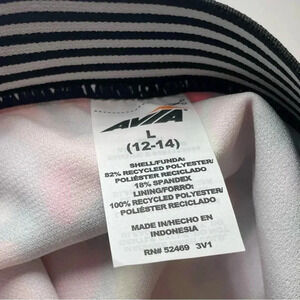 AVIA
L
(12-14)
SHELL/FUNDA:
82% RECYCLED POLYESTER/
POLIÉSTER RECICLADO
18% SPANDEX
LINING/FORRO:
100% RECYCLED POLYESTER/
POLIÉSTER RECICLADO
MADE IN/HECHO EN
INDONESIA
RN# 52469 3V1